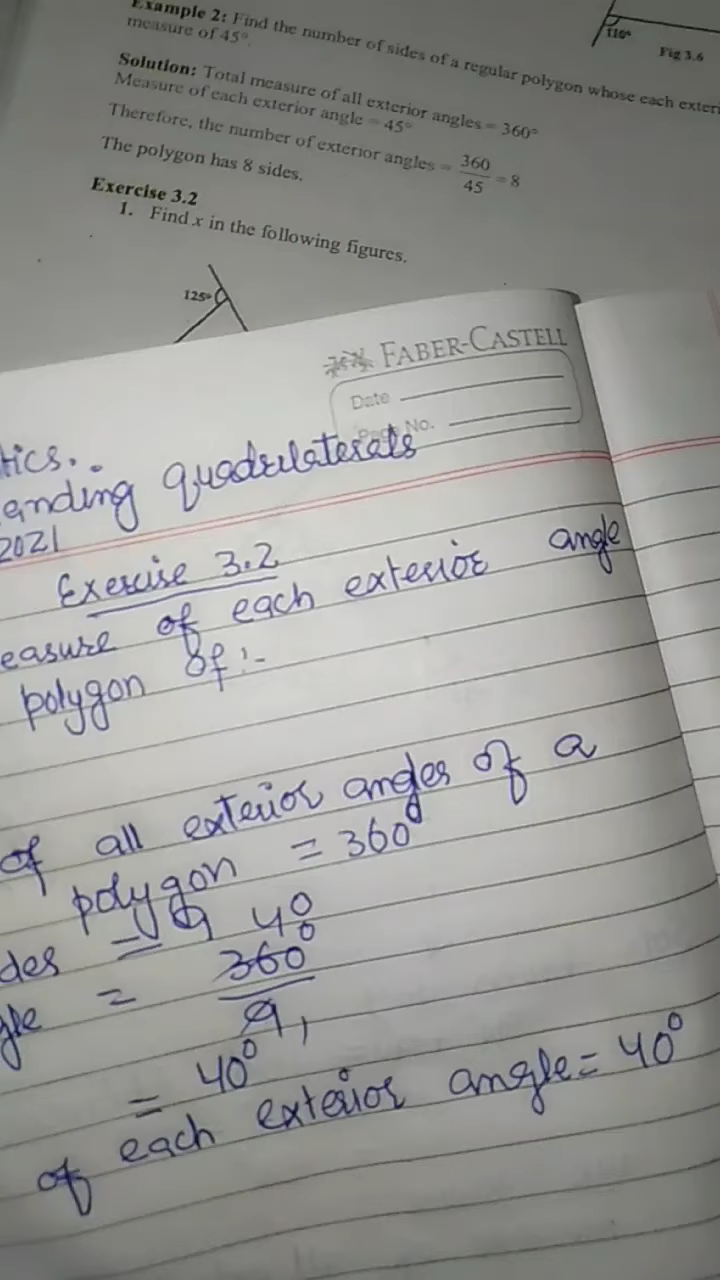 Example 2: Find the number of sides of a regular polygon whose each exteri
measure of 45°.
110°
Fig 3.6
Solution: Total measure of all exterior angles = 360°
Measure of each exterior angle = 45°
Therefore, the number of exterior angles = 360/45 = 8
The polygon has 8 sides.
Exercise 3.2
1. Find x in the following figures.
125°
FABER-CASTELL
Date
Page No.
tics.
anding quadrilaterals
2021
Exercise 3.2
easure of each exterior angle
polygon of :-
of all exterior angles of a
polygon = 360°
des = 9
gle = 360°/9
40
= 40°
of each exterior angle = 40°